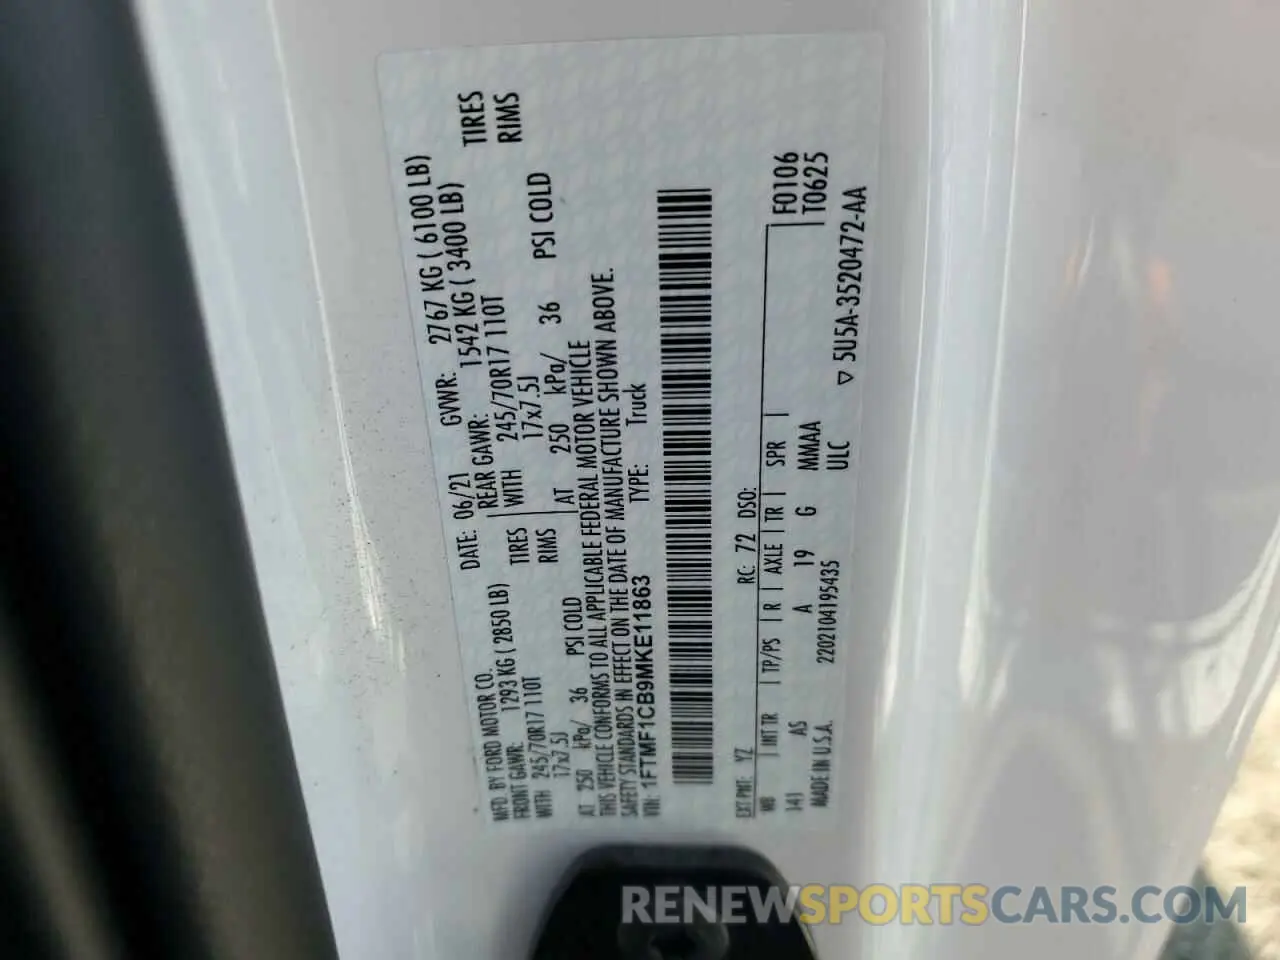 MFD. BY FORD MOTOR CO.
DATE: 06/21 GVWR: 2767 KG ( 6100 LB)
FRONT GAWR: 1293 KG ( 2850 LB) REAR GAWR: 1542 KG ( 3400 LB)
WITH 245/70R17 110T TIRES WITH 245/70R17 110T TIRES
17x7.5J RIMS 17x7.5J RIMS
AT 250 kPa/ 36 PSI COLD AT 250 kPa/ 36 PSI COLD
THIS VEHICLE CONFORMS TO ALL APPLICABLE FEDERAL MOTOR VEHICLE
SAFETY STANDARDS IN EFFECT ON THE DATE OF MANUFACTURE SHOWN ABOVE.
VIN: 1FTMF1CB9MKE11863 TYPE: Truck
EXT PNT: YZ RC: 72 DSO:
WB INT TR TP/PS R AXLE TR SPR F0106
141 AS A 19 G MMAA T0625
MADE IN U.S.A. 2202104195435 ULC
▽ 5U5A-3520472-AA
RENEWSPORTSCARS.COM